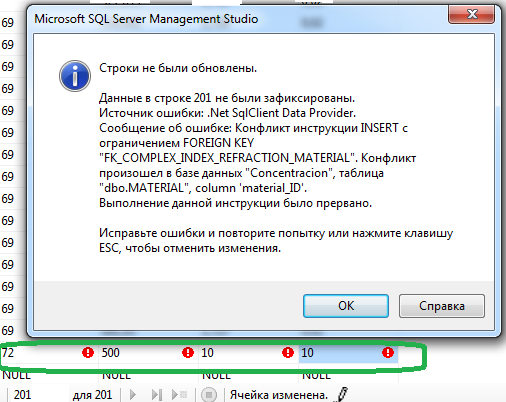 Microsoft SQL Server Management Studio
69
Строки не были обновлены.
69
Данные в строке 201 не были зафиксированы.
69
Источник ошибки: .Net SqlClient Data Provider.
Сообщение об ошибке: Конфликт инструкции INSERT с
69
ограничением FOREIGN KEY
"FK_COMPLEX_INDEX_REFRACTION_MATERIAL". Конфликт
69
произошел в базе данных "Concentracion", таблица
"dbo.MATERIAL", column 'material_ID'.
69
Выполнение данной инструкции было прервано.
69
Исправьте ошибки и повторите попытку или нажмите клавишу
69
ESC, чтобы отменить изменения.
69
69
OK Справка
69
69
72 500 10 10
NULL NULL NULL NULL
201 для 201 Ячейка изменена.